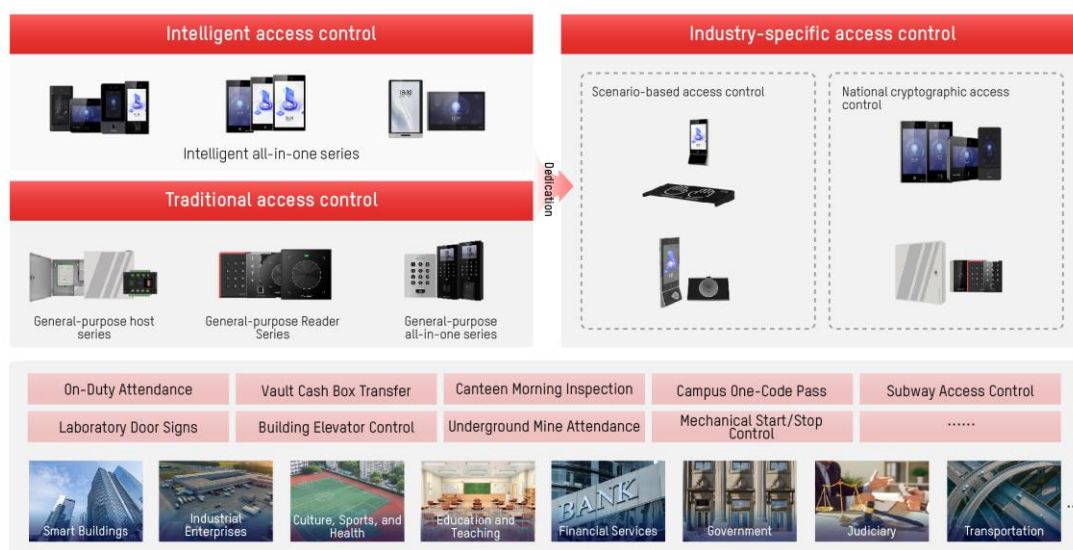 Intelligent access control
Intelligent all-in-one series
Traditional access control
General-purpose host
series
General-purpose Reader
Series
General-purpose
all-in-one series
Dedication
Industry-specific access control
Scenario-based access control
National cryptographic access
control
On-Duty Attendance
Vault Cash Box Transfer
Canteen Morning Inspection
Campus One-Code Pass
Subway Access Control
Laboratory Door Signs
Building Elevator Control
Underground Mine Attendance
Mechanical Start/Stop
Control
......
Smart Buildings
Industrial
Enterprises
Culture, Sports, and
Health
Education and
Teaching
BANK
Financial Services
Government
Judiciary
Transportation